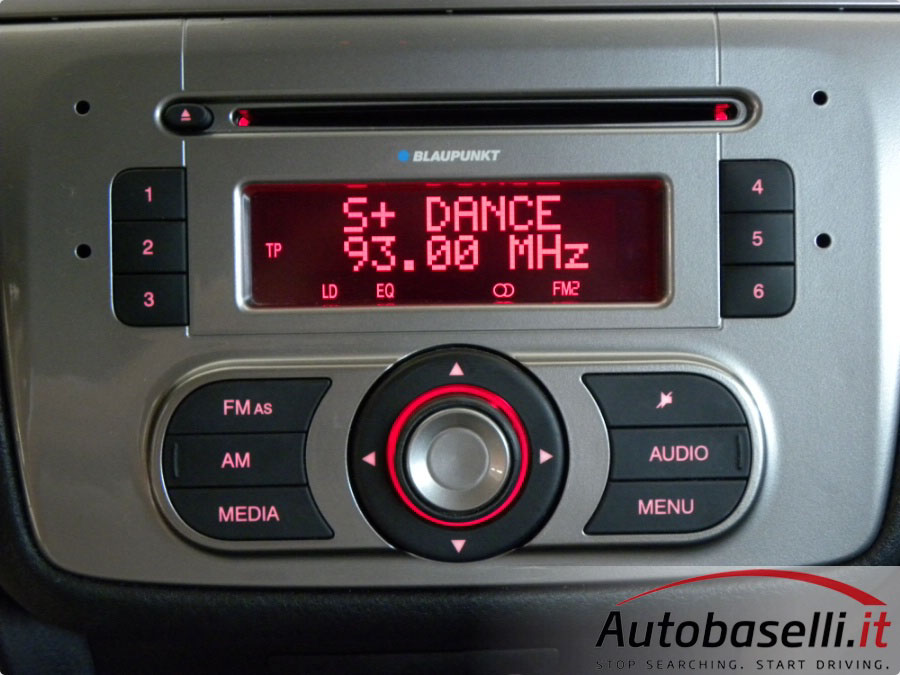 BLAUPUNKT
1
2
3
S+ DANCE
TP
93.00 MHz
LD EQ FM2
4
5
6
FM AS
AM
MEDIA
AUDIO
MENU
Autobaselli.it
STOP SEARCHING. START DRIVING.